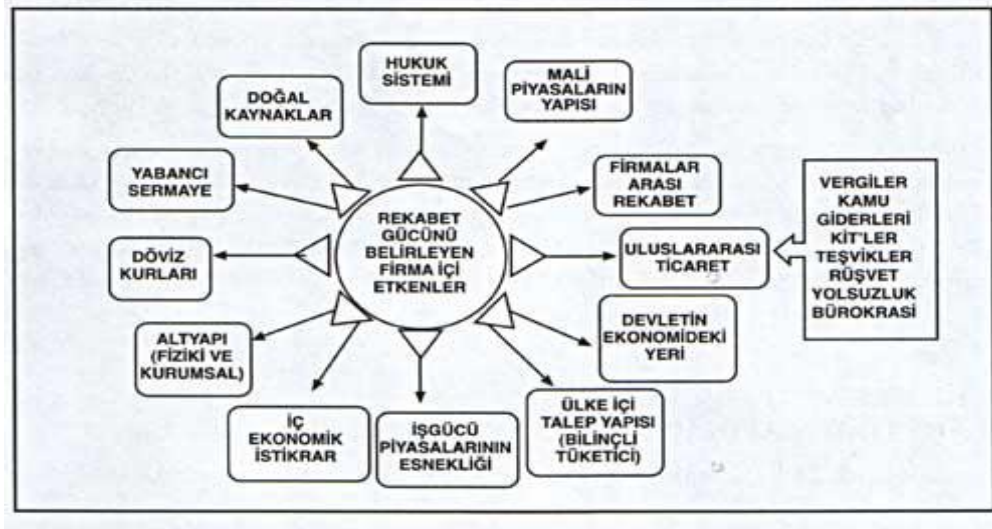 HUKUK
SİSTEMİ
MALİ
PİYASALARIN
YAPISI
DOĞAL
KAYNAKLAR
FİRMALAR
ARASI
REKABET
YABANCI
SERMAYE
REKABET
GÜCÜNÜ
BELİRLEYEN
FİRMA İÇİ
ETKENLER
VERGİLER
KAMU
GİDERLERİ
KİT'LER
TEŞVİKLER
RÜŞVET
YOLSUZLUK
BÜROKRASİ
ULUSLARARASI
TİCARET
DÖVİZ
KURLARI
DEVLETİN
EKONOMİDEKİ
YERİ
ALTYAPI
(FİZİKİ VE
KURUMSAL)
İÇ
EKONOMİK
İSTİKRAR
İŞGÜCÜ
PİYASALARININ
ESNEKLİĞİ
ÜLKE İÇİ
TALEP YAPISI
(BİLİNÇLİ
TÜKETİCİ)